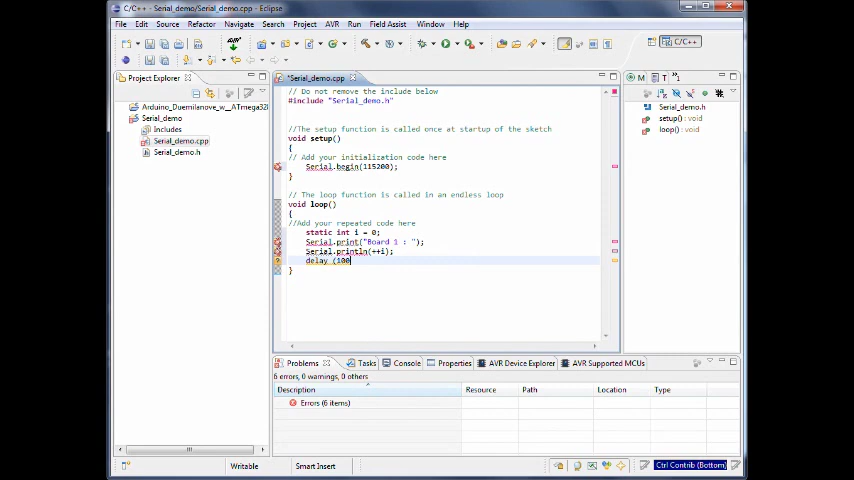 C/C++ - Serial_demo/Serial_demo.cpp - Eclipse
File Edit Source Refactor Navigate Search Project AVR Run Field Assist Window Help
C/C++
Project Explorer
Arduino_Duemilanove_w__ATmega32
Serial_demo
Includes
Serial_demo.cpp
Serial_demo.h
*Serial_demo.cpp
// Do not remove the include below
#include "Serial_demo.h"
//The setup function is called once at startup of the sketch
void setup()
{
// Add your initialization code here
Serial.begin(115200);
}
// The loop function is called in an endless loop
void loop()
{
//Add your repeated code here
static int i = 0;
Serial.print("Board 1 : ");
Serial.println(++i);
delay (100
}
M
T
Serial_demo.h
setup() : void
loop() : void
Problems Tasks Console Properties AVR Device Explorer AVR Supported MCUs
6 errors, 0 warnings, 0 others
Description Resource Path Location Type
Errors (6 items)
Writable Smart Insert Ctrl Contrib (Bottom)